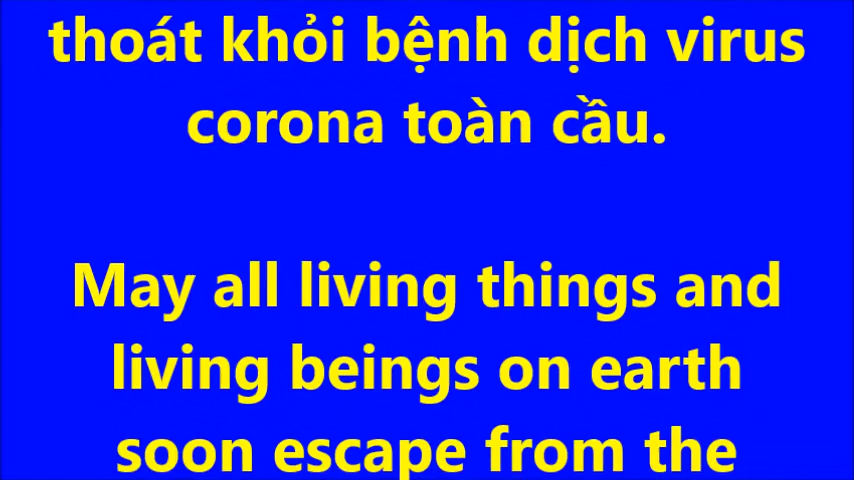 thoát khỏi bệnh dịch virus
corona toàn cầu.
May all living things and
living beings on earth
soon escape from the